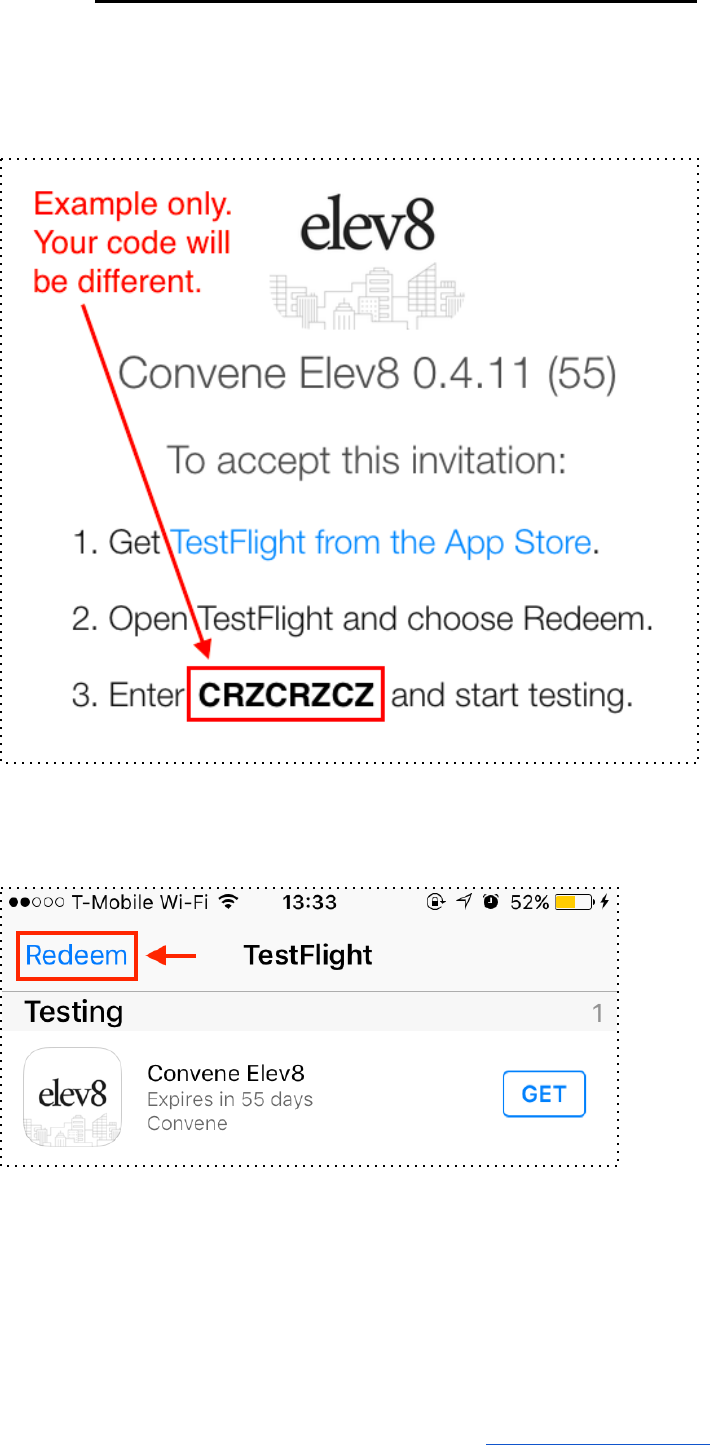 Example only.
Your code will
be different.
elev8
Convene Elev8 0.4.11 (55)
To accept this invitation:
1. Get TestFlight from the App Store.
2. Open TestFlight and choose Redeem.
3. Enter CRZCRZCZ and start testing.
T-Mobile Wi-Fi 13:33 52%
Redeem TestFlight
Testing 1
elev8
Convene Elev8
Expires in 55 days
Convene
GET